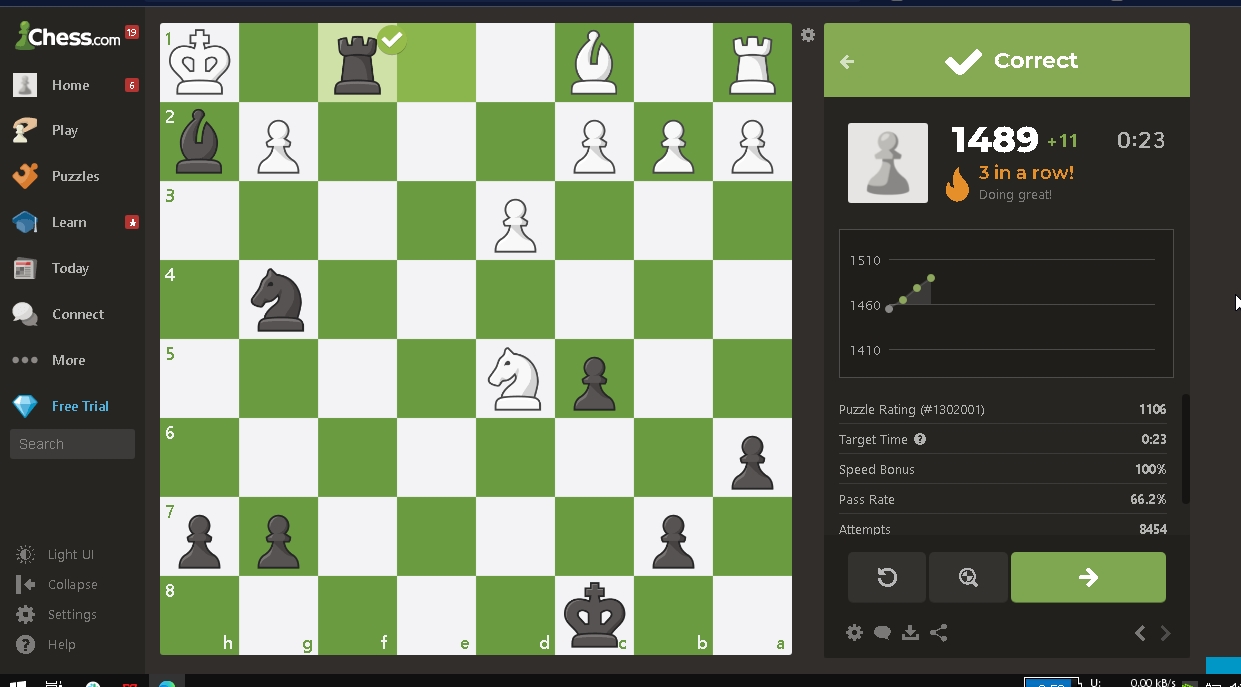 Chess.com 19
Home 6
Play
Puzzles
Learn
Today
Connect
More
Free Trial
Search
Light UI
Collapse
Settings
Help
1
2
3
4
5
6
7
8
h g f e d c b a
Correct
1489 +11 0:23
3 in a row!
Doing great!
1510
1460
1410
Puzzle Rating (#1302001) 1106
Target Time ? 0:23
Speed Bonus 100%
Pass Rate 66.2%
Attempts 8454
U: 0.00 kB/s